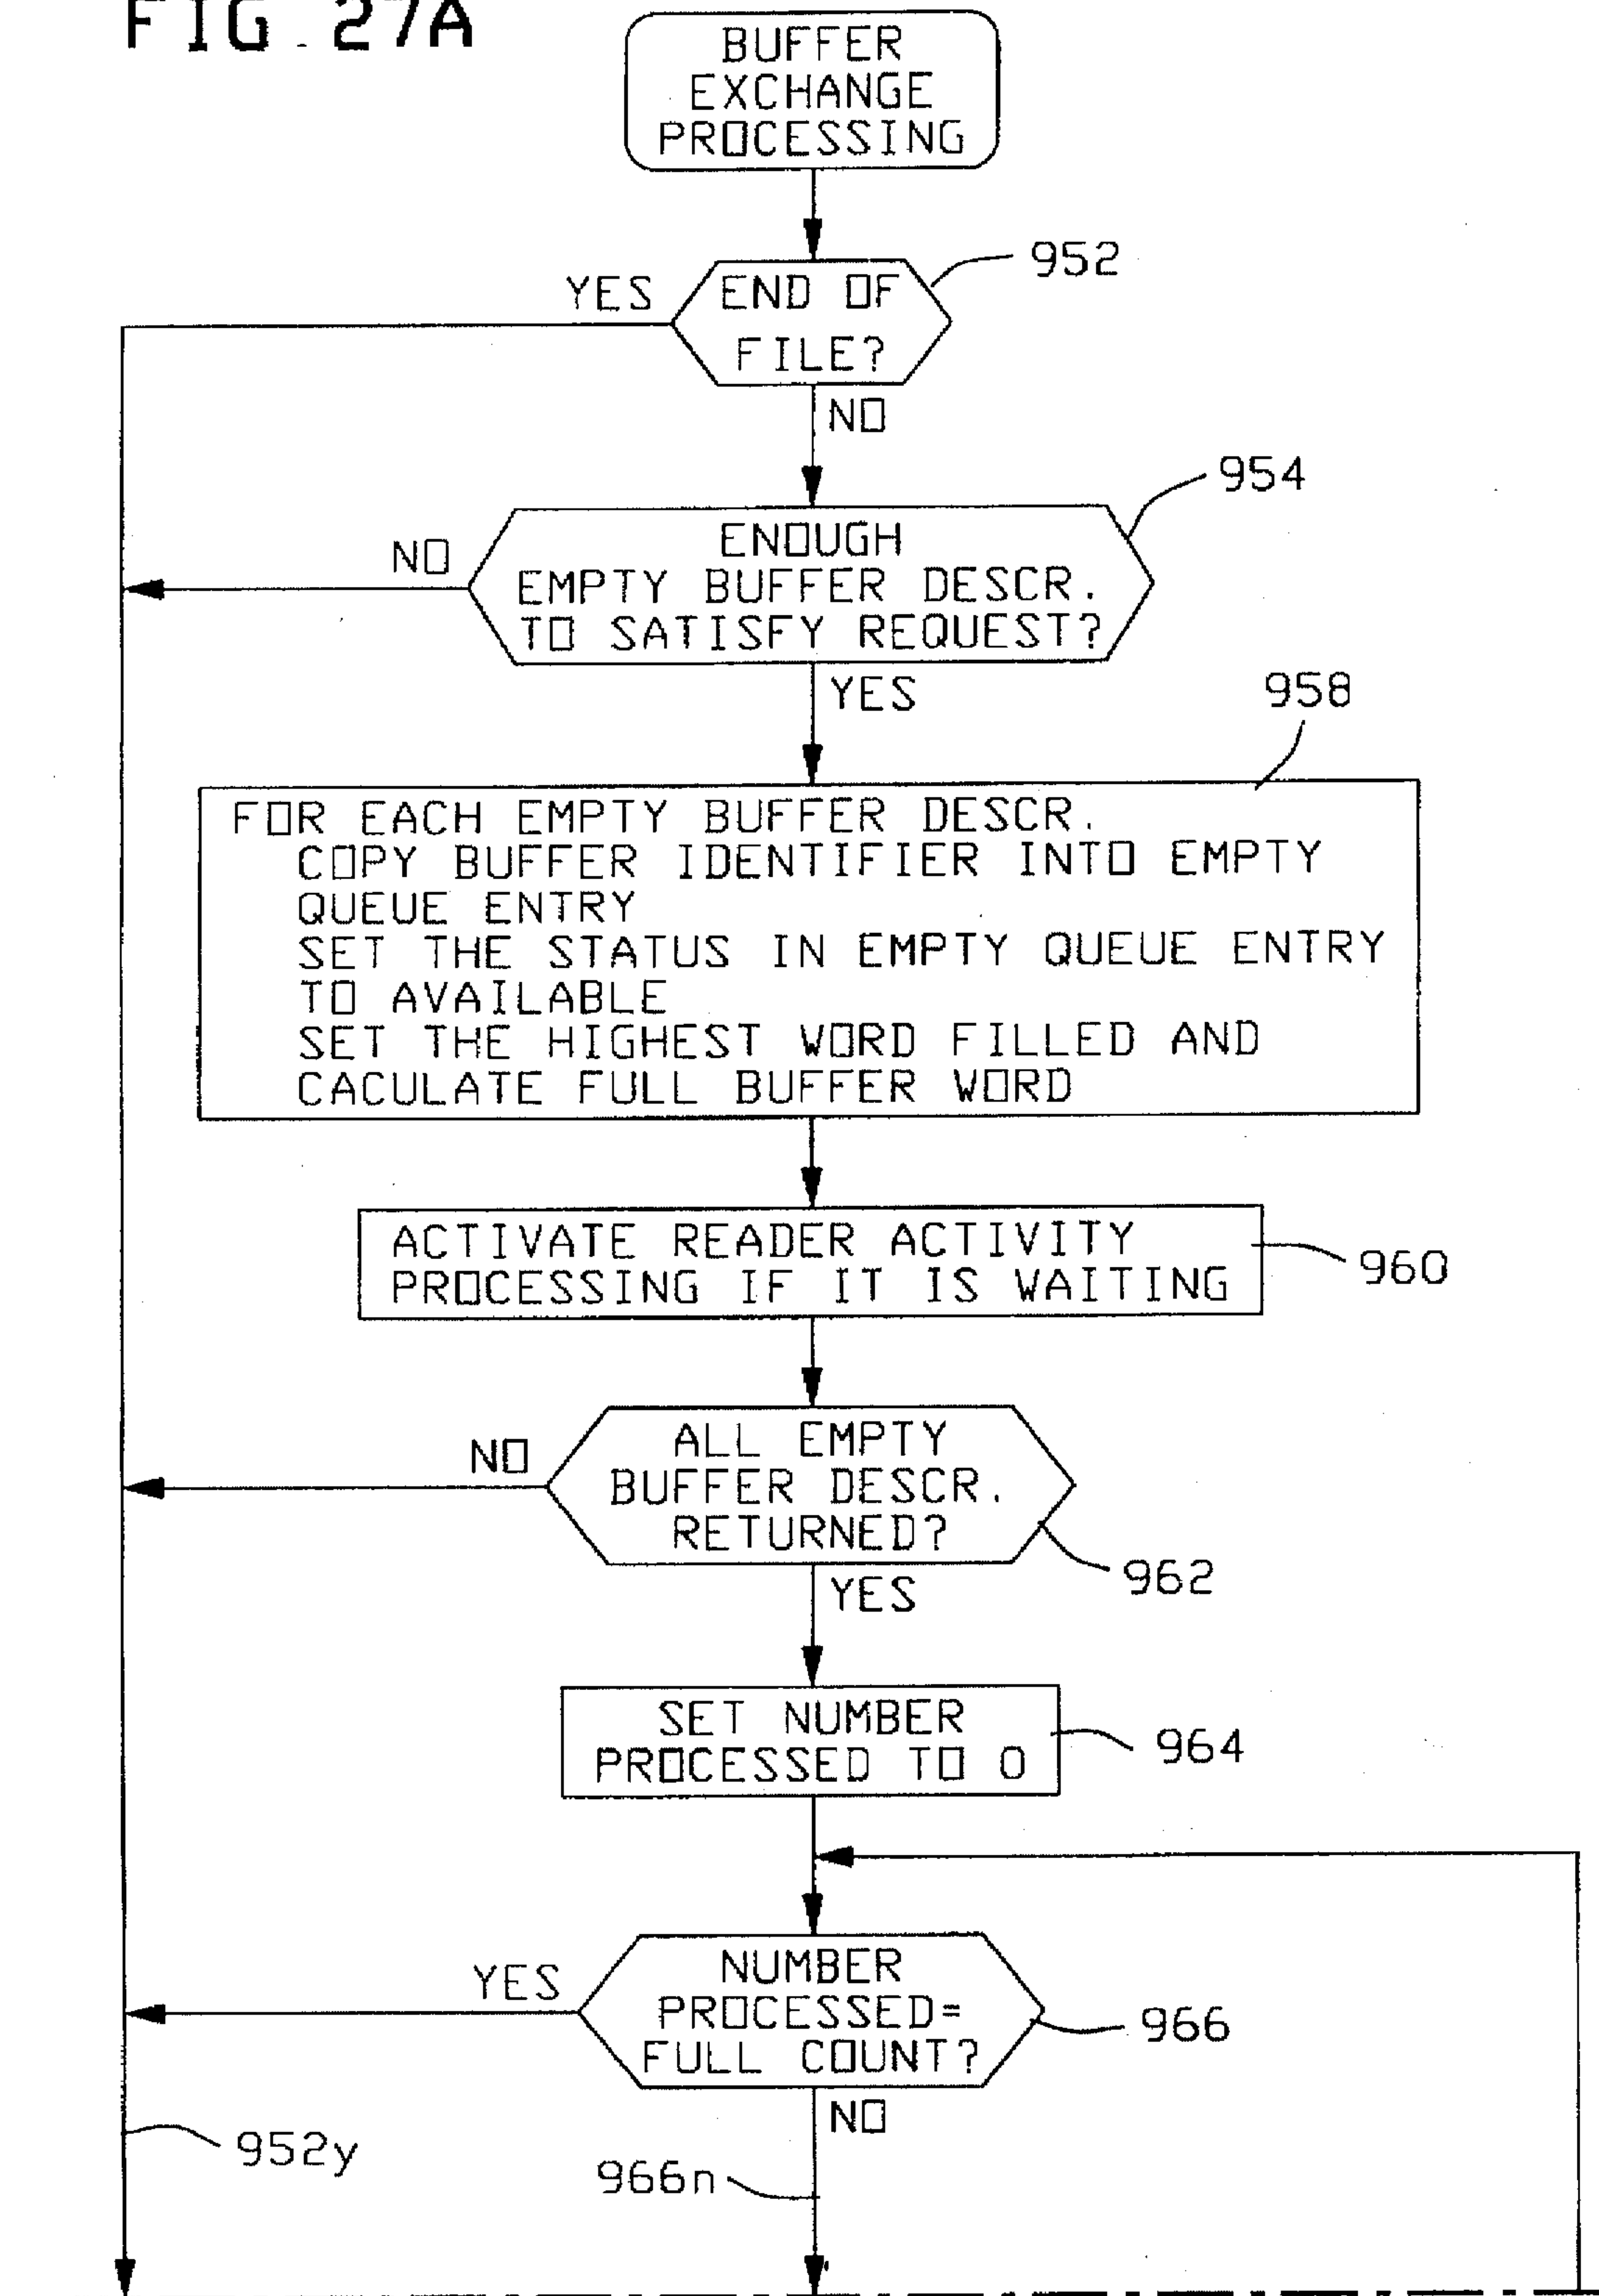 FIG. 27A
BUFFER
EXCHANGE
PROCESSING
952
YES
END OF
FILE?
NO
954
NO
ENOUGH
EMPTY BUFFER DESCR.
TO SATISFY REQUEST?
YES
958
FOR EACH EMPTY BUFFER DESCR.
COPY BUFFER IDENTIFIER INTO EMPTY
QUEUE ENTRY
SET THE STATUS IN EMPTY QUEUE ENTRY
TO AVAILABLE
SET THE HIGHEST WORD FILLED AND
CACULATE FULL BUFFER WORD
ACTIVATE READER ACTIVITY
PROCESSING IF IT IS WAITING
960
NO
ALL EMPTY
BUFFER DESCR.
RETURNED?
962
YES
SET NUMBER
PROCESSED TO 0
964
YES
NUMBER
PROCESSED=
FULL COUNT?
966
NO
952y
966n